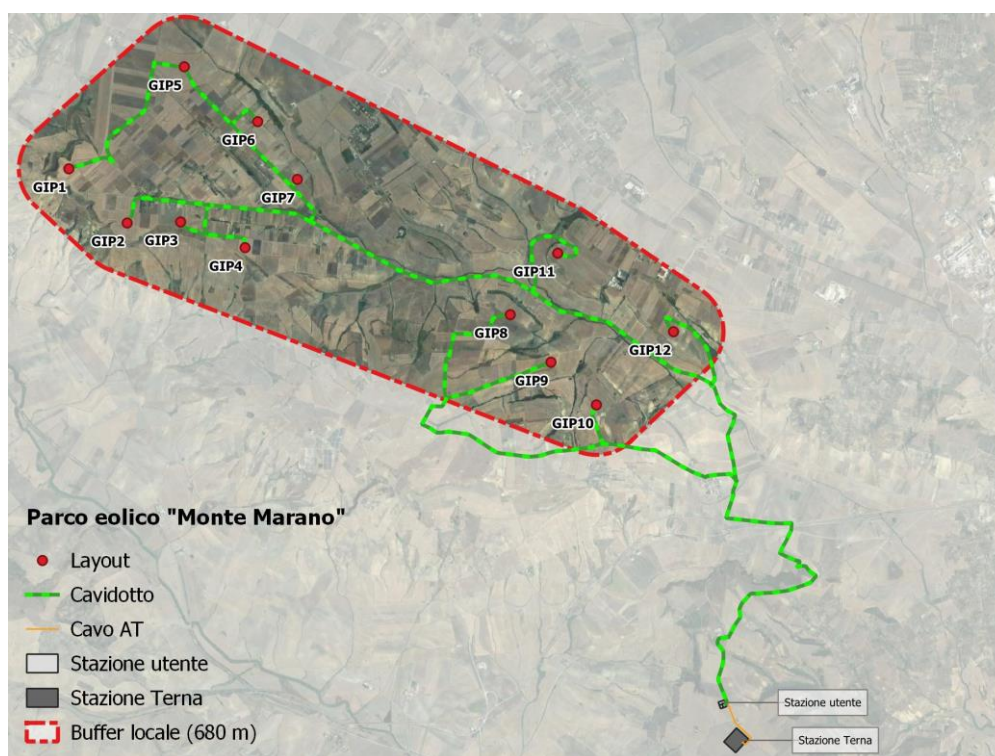 GIP5
GIP6
GIP1
GIP7
GIP2
GIP3
GIP4
GIP11
GIP8
GIP12
GIP9
GIP10
Parco eolico "Monte Marano"
Layout
Cavidotto
Cavo AT
Stazione utente
Stazione Terna
Buffer locale (680 m)
Stazione utente
Stazione Terna